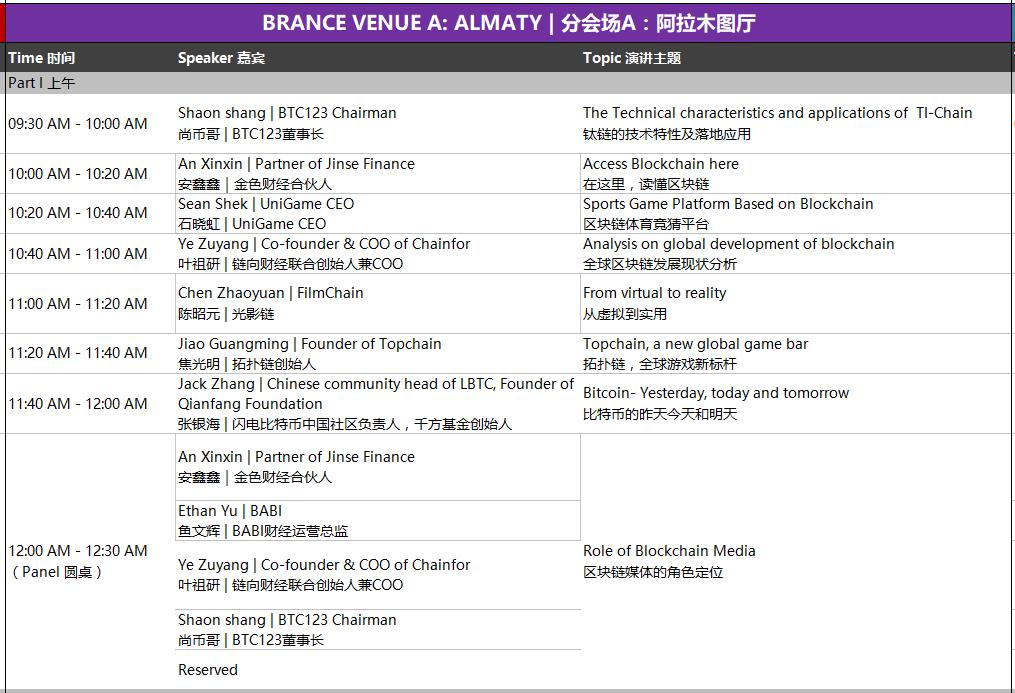 BRANCE VENUE A: ALMATY | 分会场A：阿拉木图厅
Time 时间 Speaker 嘉宾 Topic 演讲主题
Part I 上午
09:30 AM - 10:00 AM
Shaon shang | BTC123 Chairman
尚币哥 | BTC123董事长
The Technical characteristics and applications of TI-Chain
钛链的技术特性及落地应用
10:00 AM - 10:20 AM
An Xinxin | Partner of Jinse Finance
安鑫鑫 | 金色财经合伙人
Access Blockchain here
在这里，读懂区块链
10:20 AM - 10:40 AM
Sean Shek | UniGame CEO
石晓虹 | UniGame CEO
Sports Game Platform Based on Blockchain
区块链体育竞猜平台
10:40 AM - 11:00 AM
Ye Zuyang | Co-founder & COO of Chainfor
叶祖研 | 链向财经联合创始人兼COO
Analysis on global development of blockchain
全球区块链发展现状分析
11:00 AM - 11:20 AM
Chen Zhaoyuan | FilmChain
陈昭元 | 光影链
From virtual to reality
从虚拟到实用
11:20 AM - 11:40 AM
Jiao Guangming | Founder of Topchain
焦光明 | 拓扑链创始人
Topchain, a new global game bar
拓扑链，全球游戏新标杆
11:40 AM - 12:00 AM
Jack Zhang | Chinese community head of LBTC, Founder of
Qianfang Foundation
张银海 | 闪电比特币中国社区负责人，千方基金创始人
Bitcoin- Yesterday, today and tomorrow
比特币的昨天今天和明天
12:00 AM - 12:30 AM
（Panel 圆桌）
An Xinxin | Partner of Jinse Finance
安鑫鑫 | 金色财经合伙人
Ethan Yu | BABI
鱼文辉 | BABI财经运营总监
Ye Zuyang | Co-founder & COO of Chainfor
叶祖研 | 链向财经联合创始人兼COO
Shaon shang | BTC123 Chairman
尚币哥 | BTC123董事长
Reserved
Role of Blockchain Media
区块链媒体的角色定位